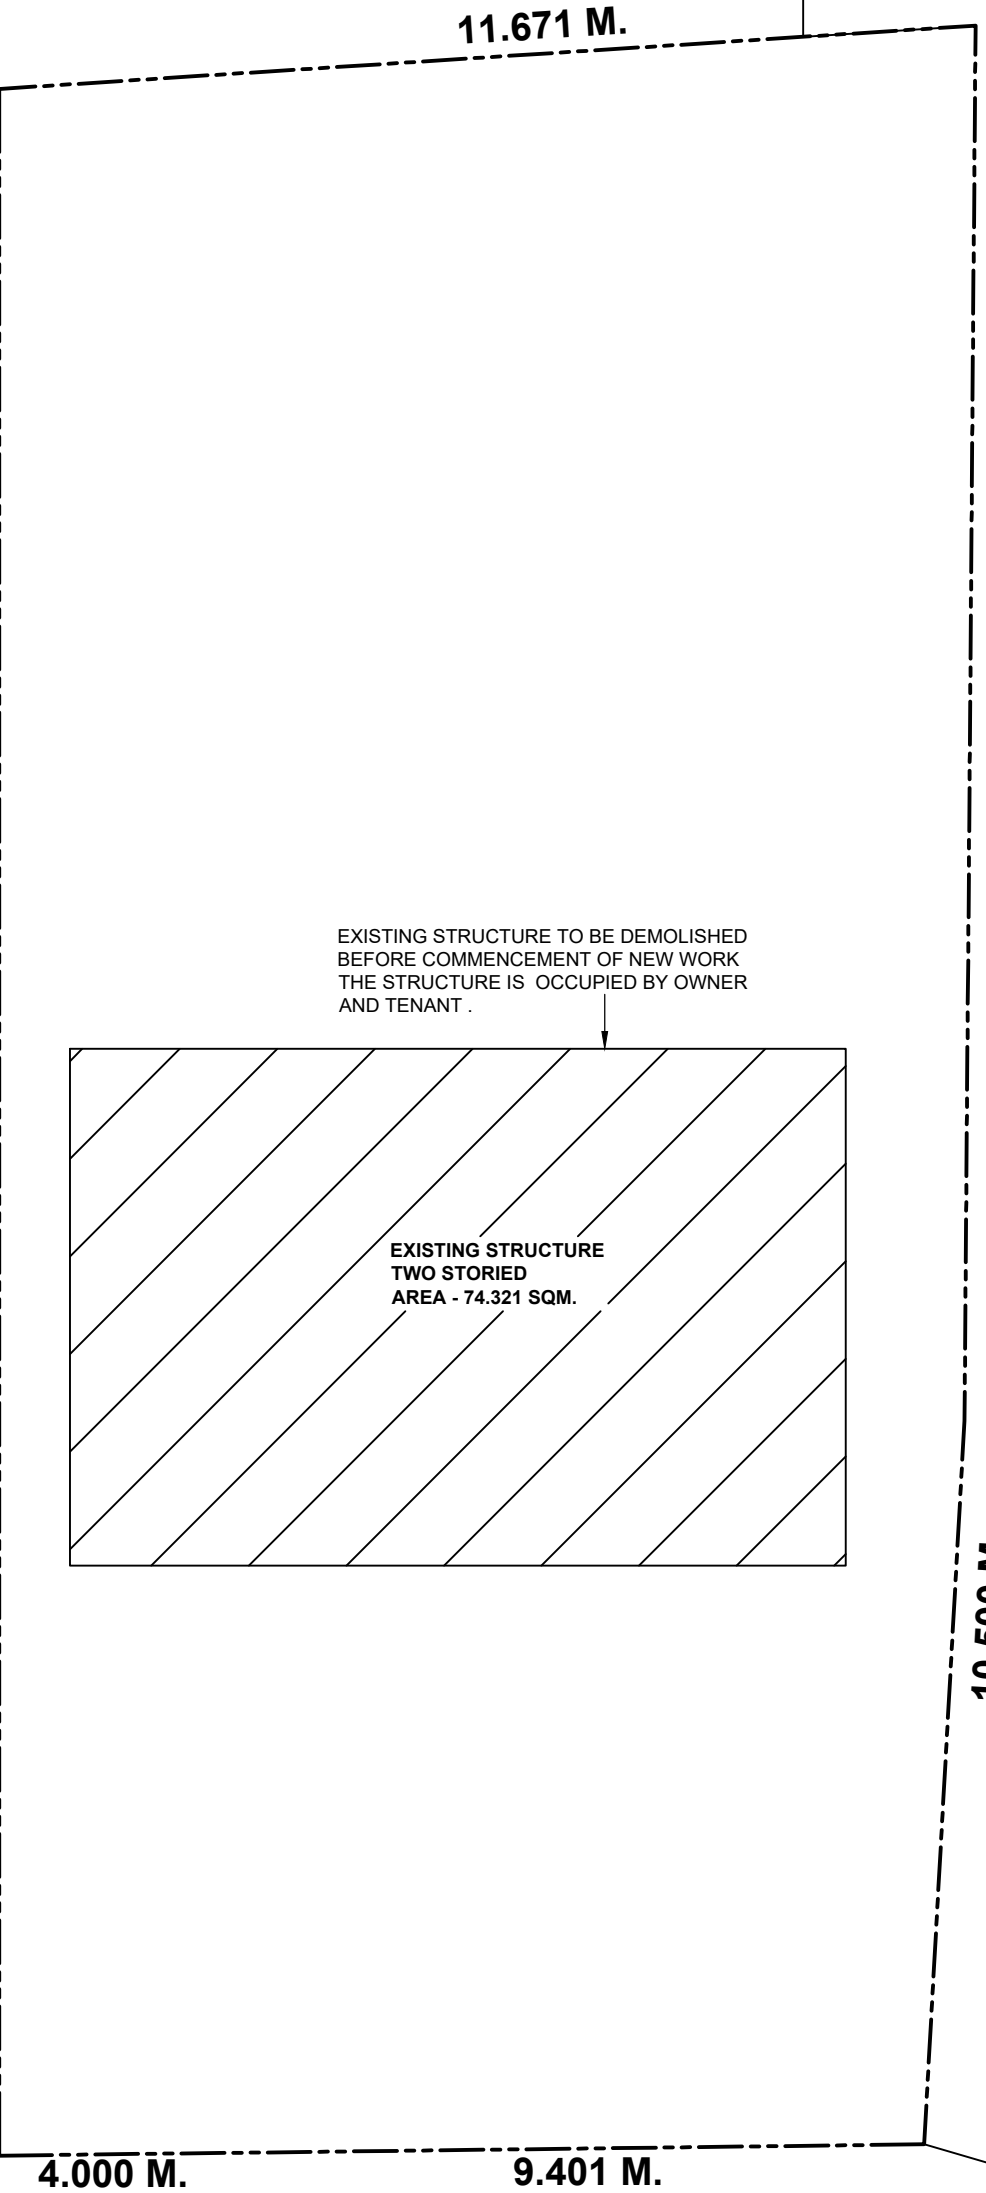 11.671 M.
EXISTING STRUCTURE TO BE DEMOLISHED
BEFORE COMMENCEMENT OF NEW WORK
THE STRUCTURE IS OCCUPIED BY OWNER
AND TENANT .
EXISTING STRUCTURE
TWO STORIED
AREA - 74.321 SQM.
4.000 M.
9.401 M.